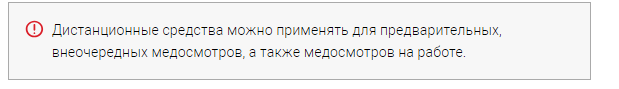 Дистанционные средства можно применять для предварительных,
внеочередных медосмотров, а также медосмотров на работе.